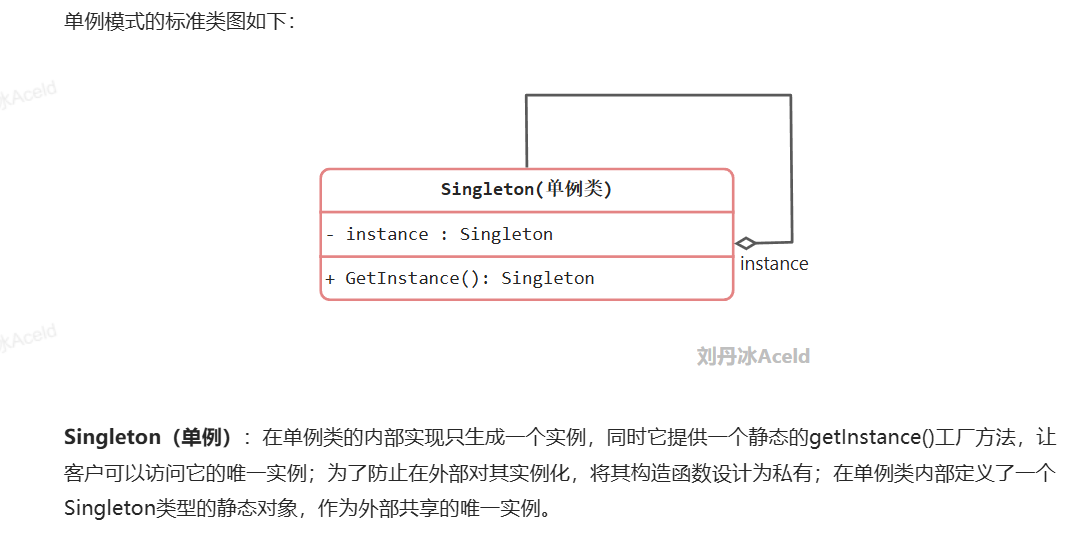 单例模式的标准类图如下：
冰Aceld
Singleton(单例类)
- instance : Singleton
instance
+ GetInstance(): Singleton
冰Aceld
刘丹冰Aceld
Singleton（单例）：在单例类的内部实现只生成一个实例，同时它提供一个静态的getInstance()工厂方法，让
客户可以访问它的唯一实例；为了防止在外部对其实例化，将其构造函数设计为私有；在单例类内部定义了一个
Singleton类型的静态对象，作为外部共享的唯一实例。